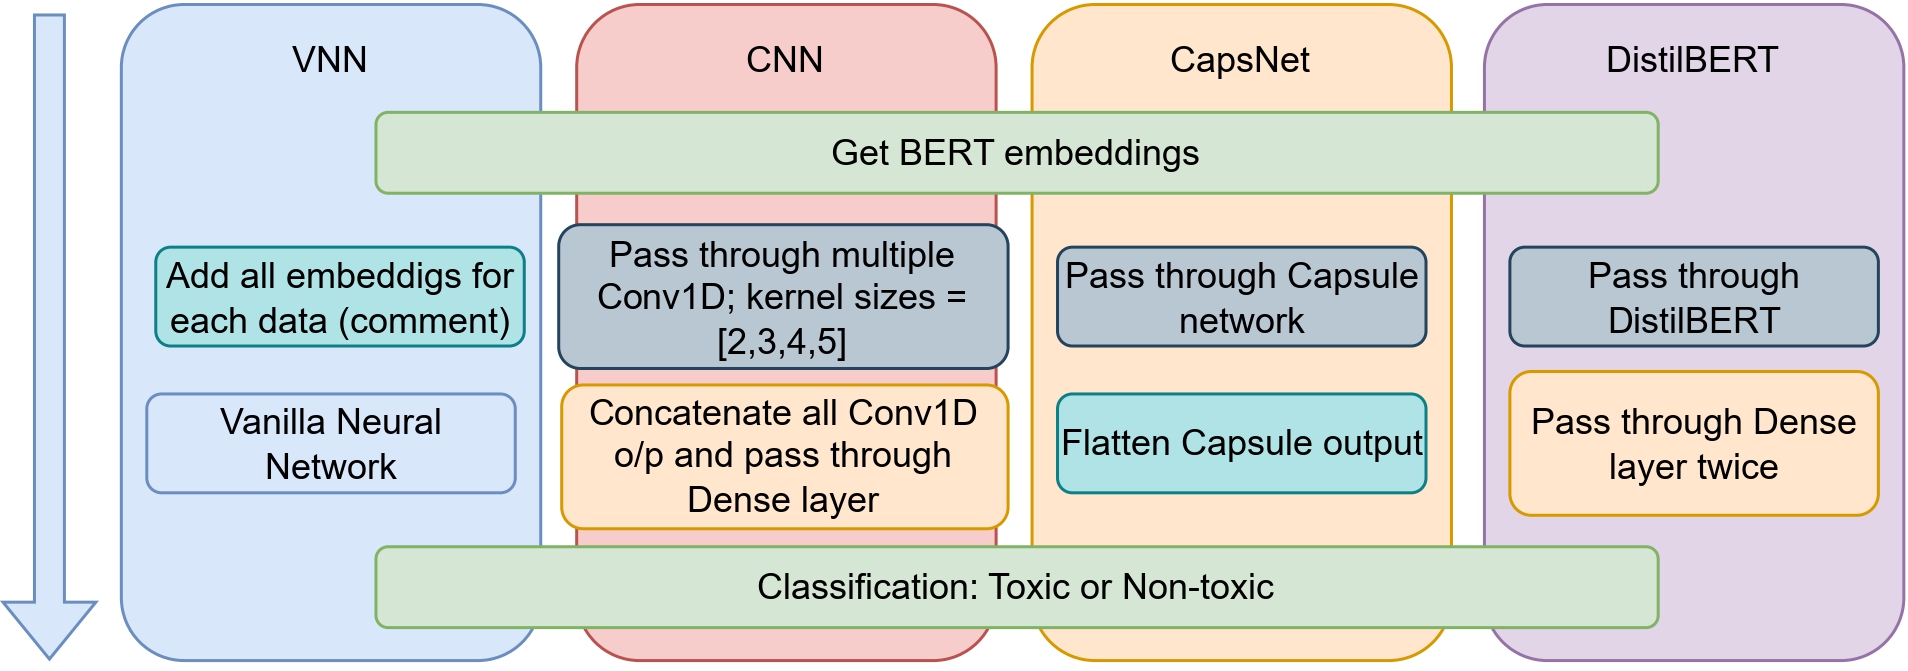 VNN
CNN
CapsNet
DistilBERT
Get BERT embeddings
Add all embeddigs for
each data (comment)
Pass through multiple
Conv1D; kernel sizes =
[2,3,4,5]
Pass through Capsule
network
Pass through
DistilBERT
Vanilla Neural
Network
Concatenate all Conv1D
o/p and pass through
Dense layer
Flatten Capsule output
Pass through Dense
layer twice
Classification: Toxic or Non-toxic